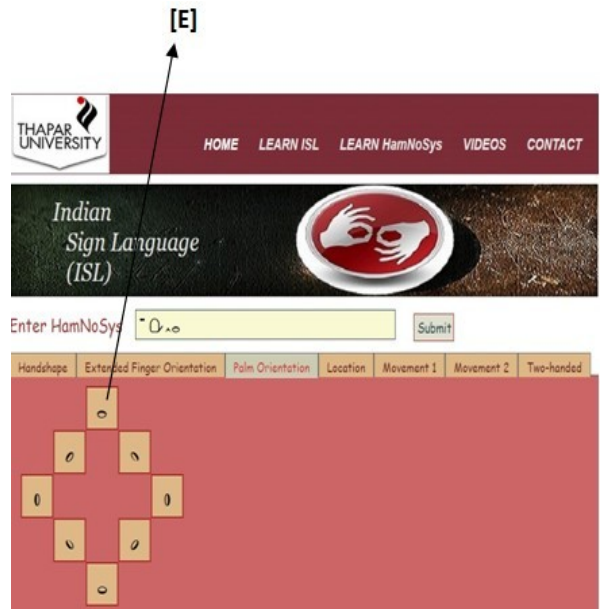 [E]
THAPAR
UNIVERSITY
HOME LEARN ISL LEARN HamNoSys VIDEOS CONTACT
Indian
Sign Language
(ISL)
Enter HamNoSys Submit
Handshape Extended Finger Orientation Palm Orientation Location Movement 1 Movement 2 Two-handed